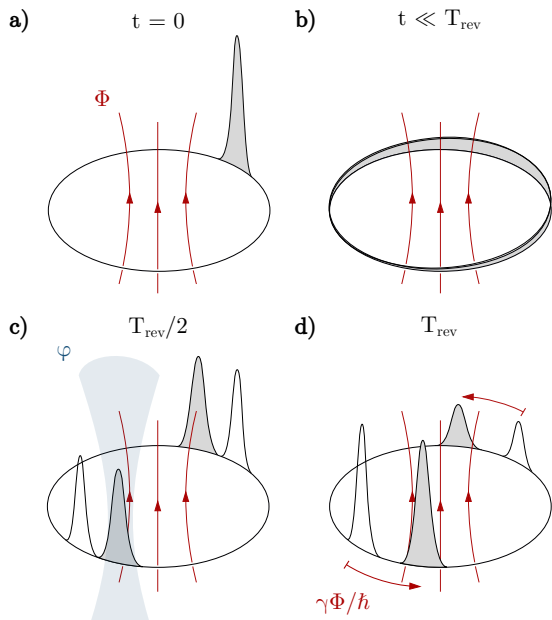 a) t = 0
b) t ≪ T_rev
Φ
c) T_rev/2
d) T_rev
φ
γΦ/ℏ